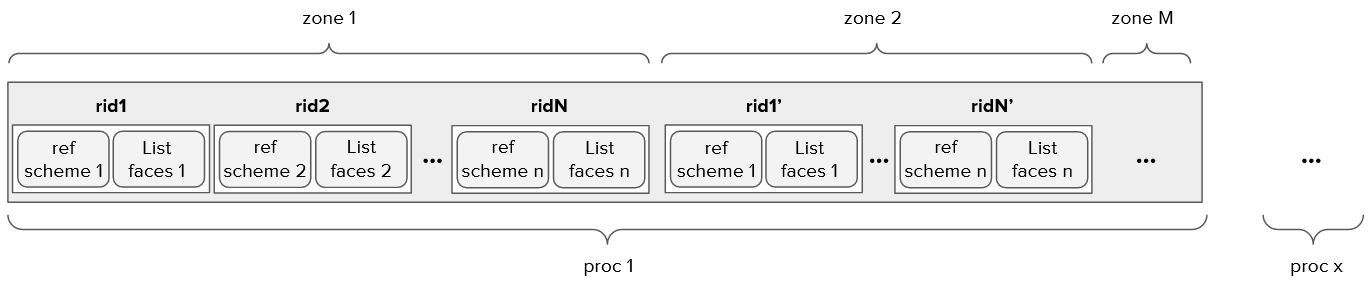 zone 1
zone 2
zone M
rid1
rid2
ridN
rid1’
ridN’
ref
scheme 1
List
faces 1
ref
scheme 2
List
faces 2
...
ref
scheme n
List
faces n
ref
scheme 1
List
faces 1
...
ref
scheme n
List
faces n
...
...
proc 1
proc x